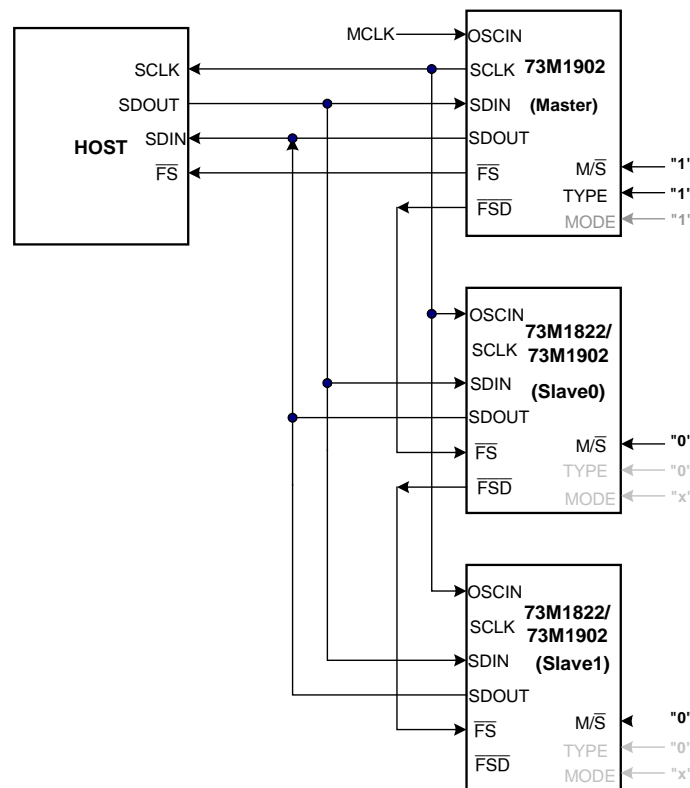 MCLK
HOST
SCLK
SDOUT
SDIN
FS
OSCIN
SCLK
73M1902
SDIN
(Master)
SDOUT
FS
M/S
"1'
FSD
TYPE
"1'
MODE
"1'
OSCIN
73M1822/
SCLK
73M1902
SDIN
(Slave0)
SDOUT
FS
M/S
"0'
FSD
TYPE
"0'
MODE
"x'
OSCIN
73M1822/
SCLK
73M1902
SDIN
(Slave1)
SDOUT
FS
M/S
"0'
FSD
TYPE
"0'
MODE
"x'